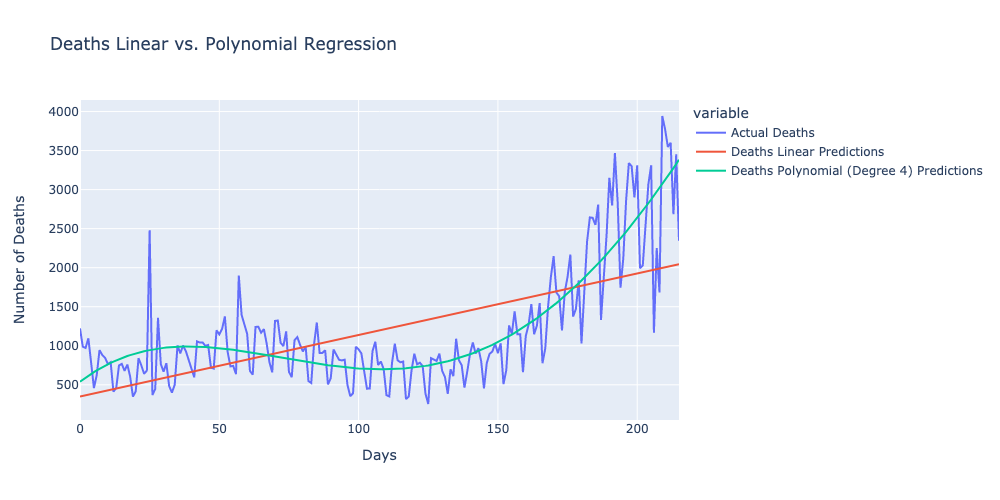 Deaths Linear vs. Polynomial Regression
4000
3500
3000
2500
2000
1500
1000
500
Number of Deaths
0 50 100 150 200
Days
variable
Actual Deaths
Deaths Linear Predictions
Deaths Polynomial (Degree 4) Predictions